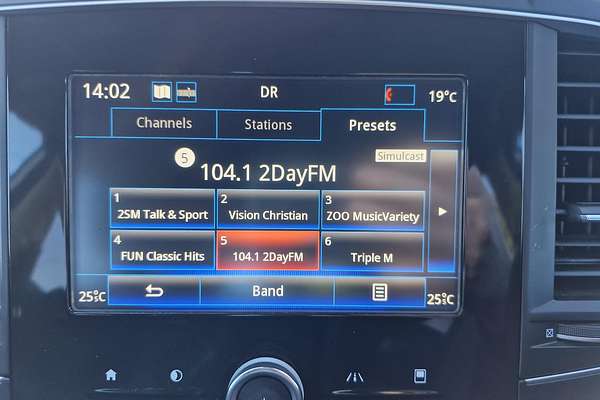 14:02 DR 19°C
Channels Stations Presets
5 Simulcast
104.1 2DayFM
1 2 3
2SM Talk & Sport Vision Christian ZOO MusicVariety
4 5 6
FUN Classic Hits 104.1 2DayFM Triple M
25°C Band 25°C